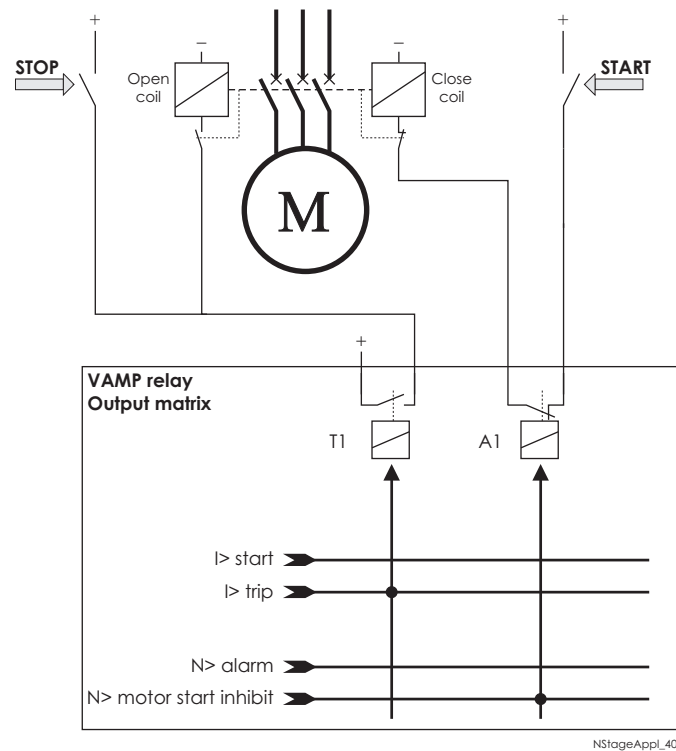 +
+
STOP
START
−
−
Open
coil
Close
coil
M
+
VAMP relay
Output matrix
T1
A1
I> start
I> trip
N> alarm
N> motor start inhibit
NStageAppl_40